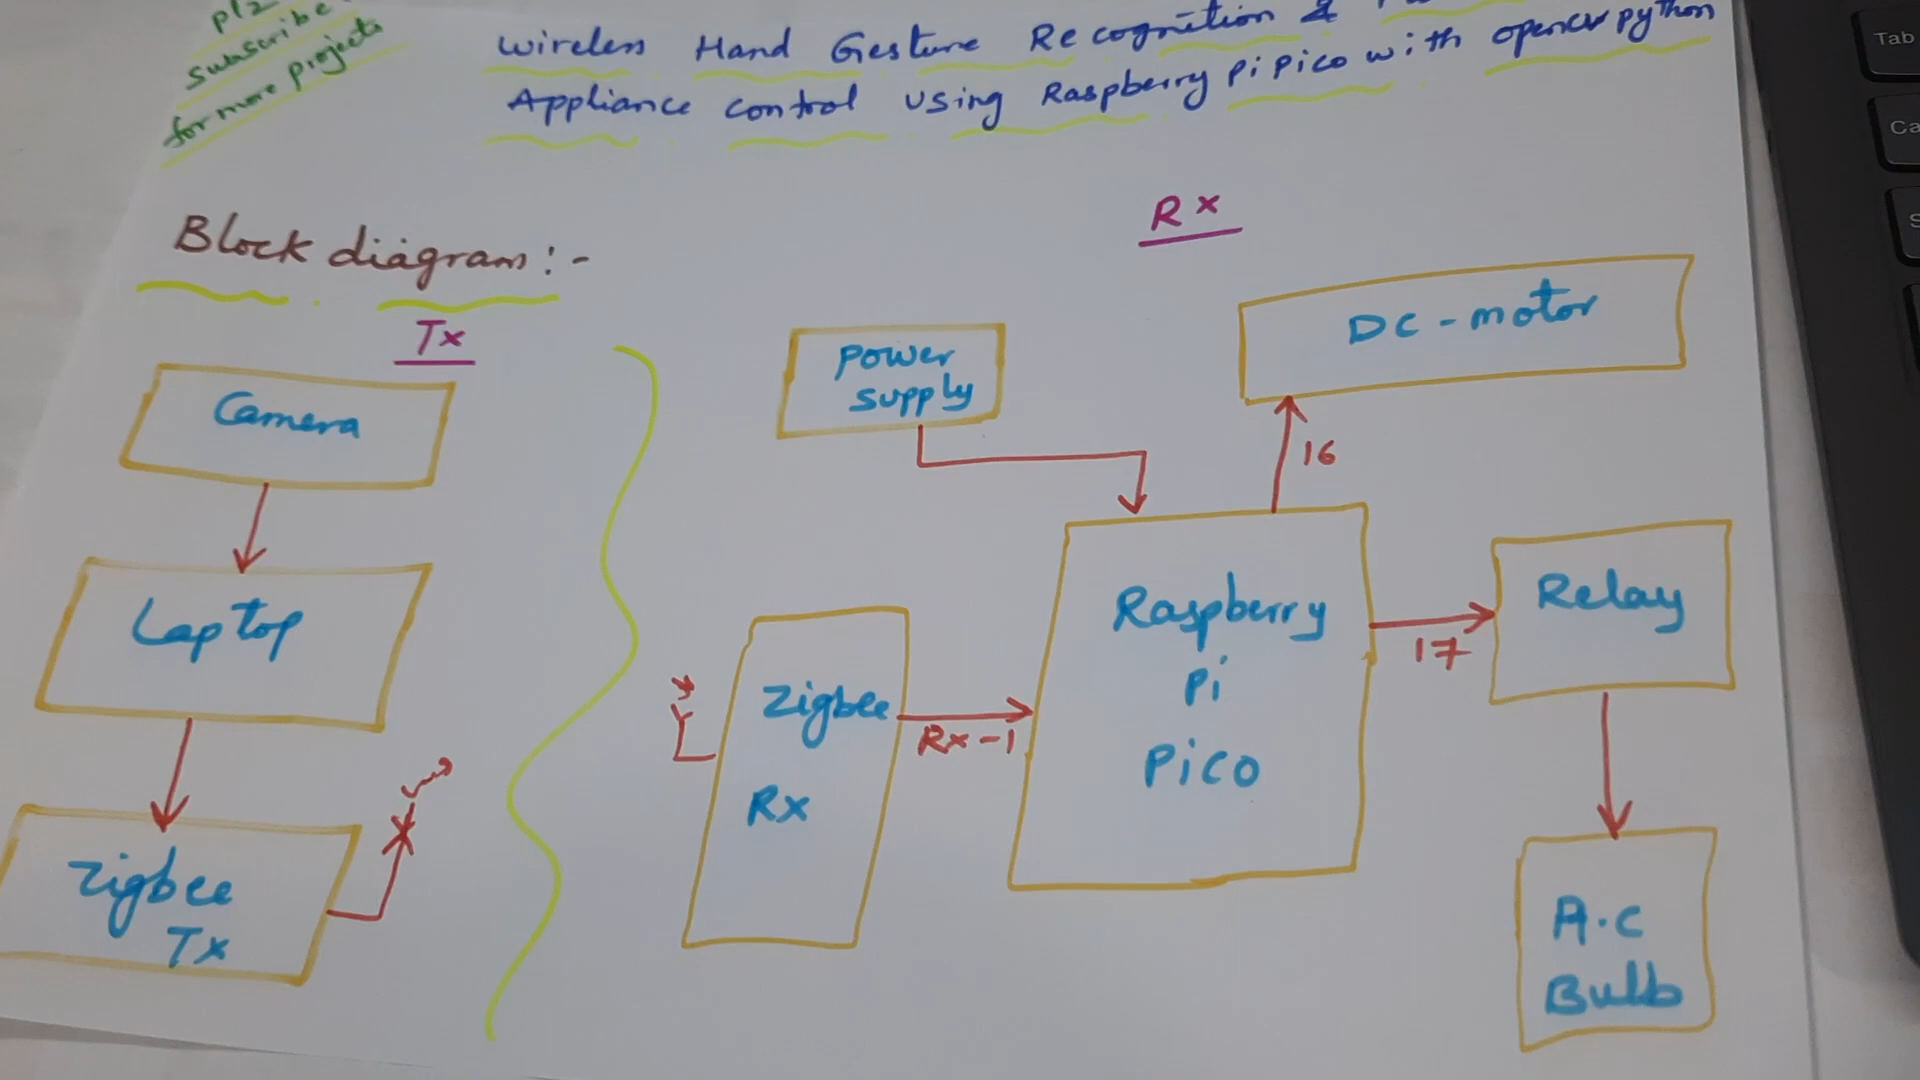 plz
subscribe
for more projects
Wireless Hand Gesture Recognition &
Appliance control using Raspberry pi pico with opencv python
Block diagram:-
Tx
Camera
Laptop
Zigbee
Tx
Rx
power
supply
DC-motor
16
Zigbee
Rx
Rx-1
Raspberry
Pi
Pico
17
Relay
A.c
Bulb
Tab
Ca
S